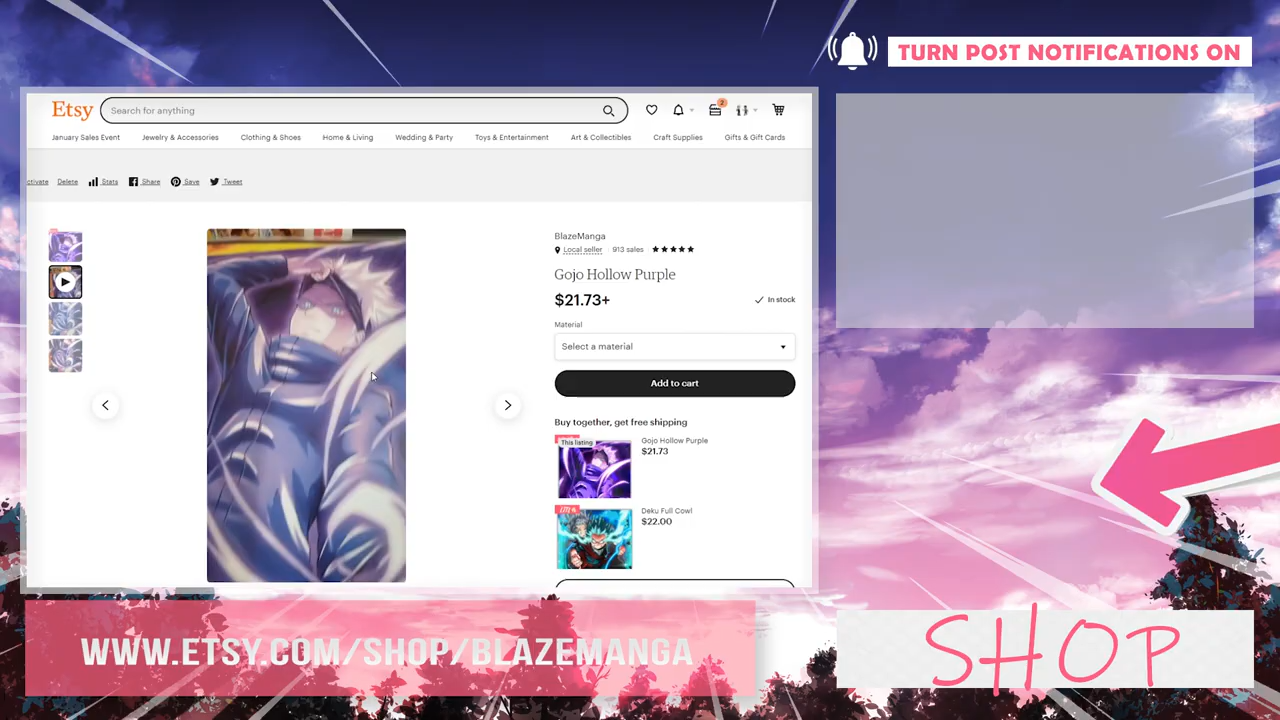 TURN POST NOTIFICATIONS ON
Etsy
Search for anything
2
January Sales Event
Jewelry & Accessories
Clothing & Shoes
Home & Living
Wedding & Party
Toys & Entertainment
Art & Collectibles
Craft Supplies
Gifts & Gift Cards
ctivate
Delete
Stats
Share
Save
Tweet
BlazeManga
Local seller
913 sales
Gojo Hollow Purple
$21.73+
In stock
Material
Select a material
Add to cart
Buy together, get free shipping
This listing
Gojo Hollow Purple
$21.73
Deku Full Cowl
$22.00
WWW.ETSY.COM/SHOP/BLAZEMANGA
SHOP